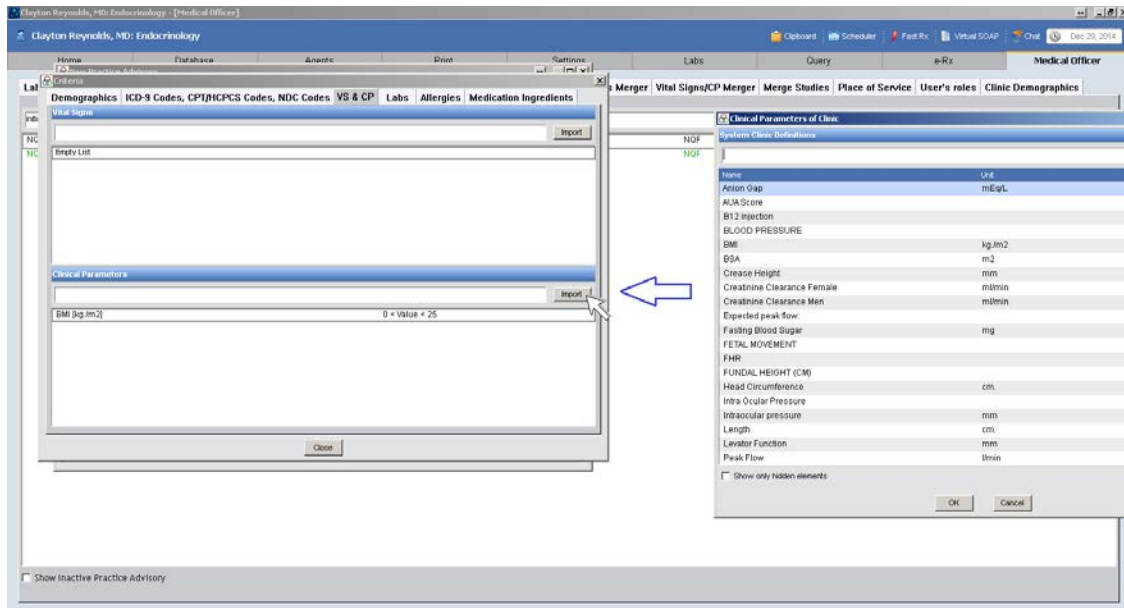 Clayton Reynolds, MD: Endocrinology - [Medical Officer]
Clayton Reynolds, MD: Endocrinology
Clipboard Scheduler Fast Rx Virtual SOAP Chat Dec 29, 2014
Home Database Agents Print Settings Labs Query e-Rx Medical Officer
Practice Advisory
Criteria
Merger Vital Signs/CP Merger Merge Studies Place of Service User's roles Clinic Demographics
Demographics ICD-9 Codes, CPT/HCPCS Codes, NDC Codes VS & CP Labs Allergies Medication Ingredients
Vital Signs
Import
Empty List
NQF
NQF
Clinical Parameters
Import
BMI [kg./m2] 0 < Value < 25
Close
Clinical Parameters of Clinic
System Clinic Definitions
Name Unit
Anion Gap mEq/L
AUA Score
B12 injection
BLOOD PRESSURE
BMI kg./m2
BSA m2
Crease Height mm
Creatinine Clearance Female ml/min
Creatinine Clearance Men ml/min
Expected peak flow:
Fasting Blood Sugar mg
FETAL MOVEMENT
FHR
FUNDAL HEIGHT (CM)
Head Circumference cm.
Intra Ocular Pressure
Intraocular pressure mm
Length cm.
Levator Function mm
Peak Flow l/min
Show only hidden elements
OK Cancel
Show Inactive Practice Advisory